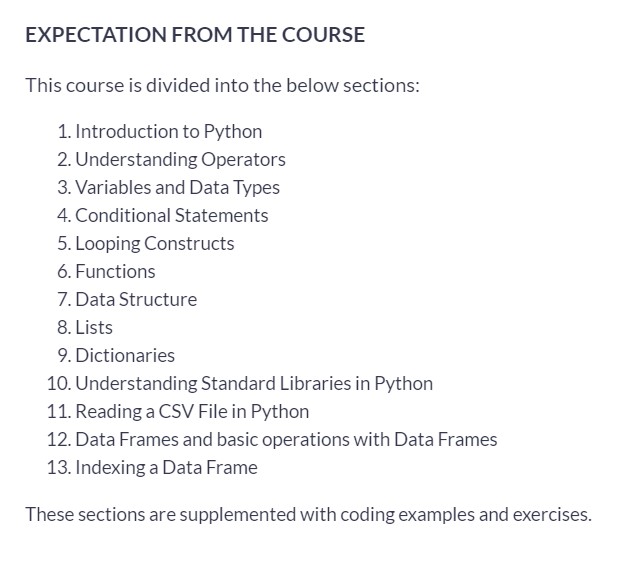 EXPECTATION FROM THE COURSE
This course is divided into the below sections:
1. Introduction to Python
2. Understanding Operators
3. Variables and Data Types
4. Conditional Statements
5. Looping Constructs
6. Functions
7. Data Structure
8. Lists
9. Dictionaries
10. Understanding Standard Libraries in Python
11. Reading a CSV File in Python
12. Data Frames and basic operations with Data Frames
13. Indexing a Data Frame
These sections are supplemented with coding examples and exercises.